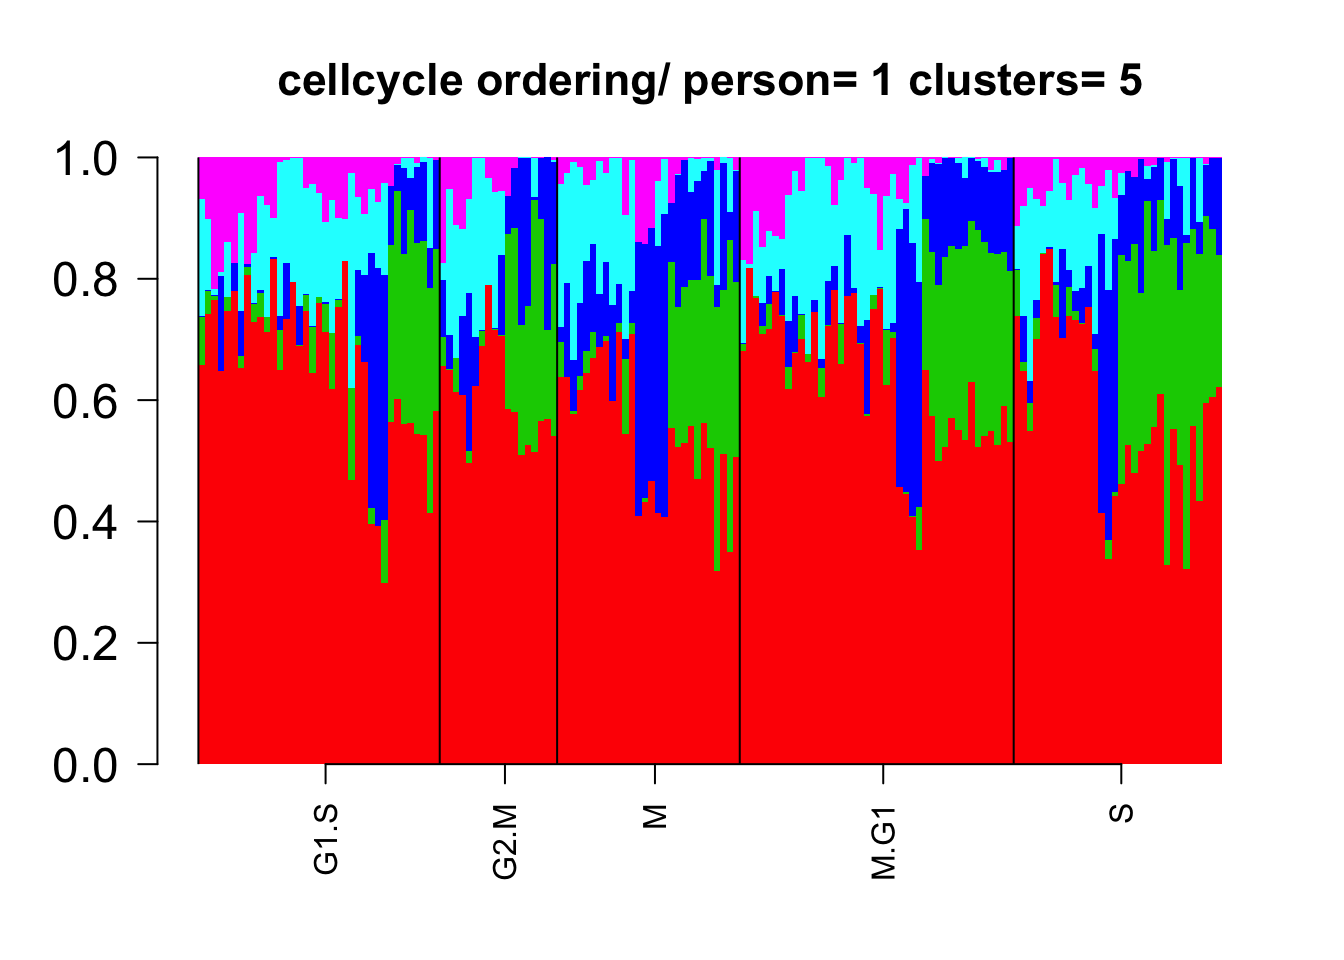 cellcycle ordering/ person= 1 clusters= 5
1.0
0.8
0.6
0.4
0.2
0.0
G1.S
G2.M
M
M.G1
S